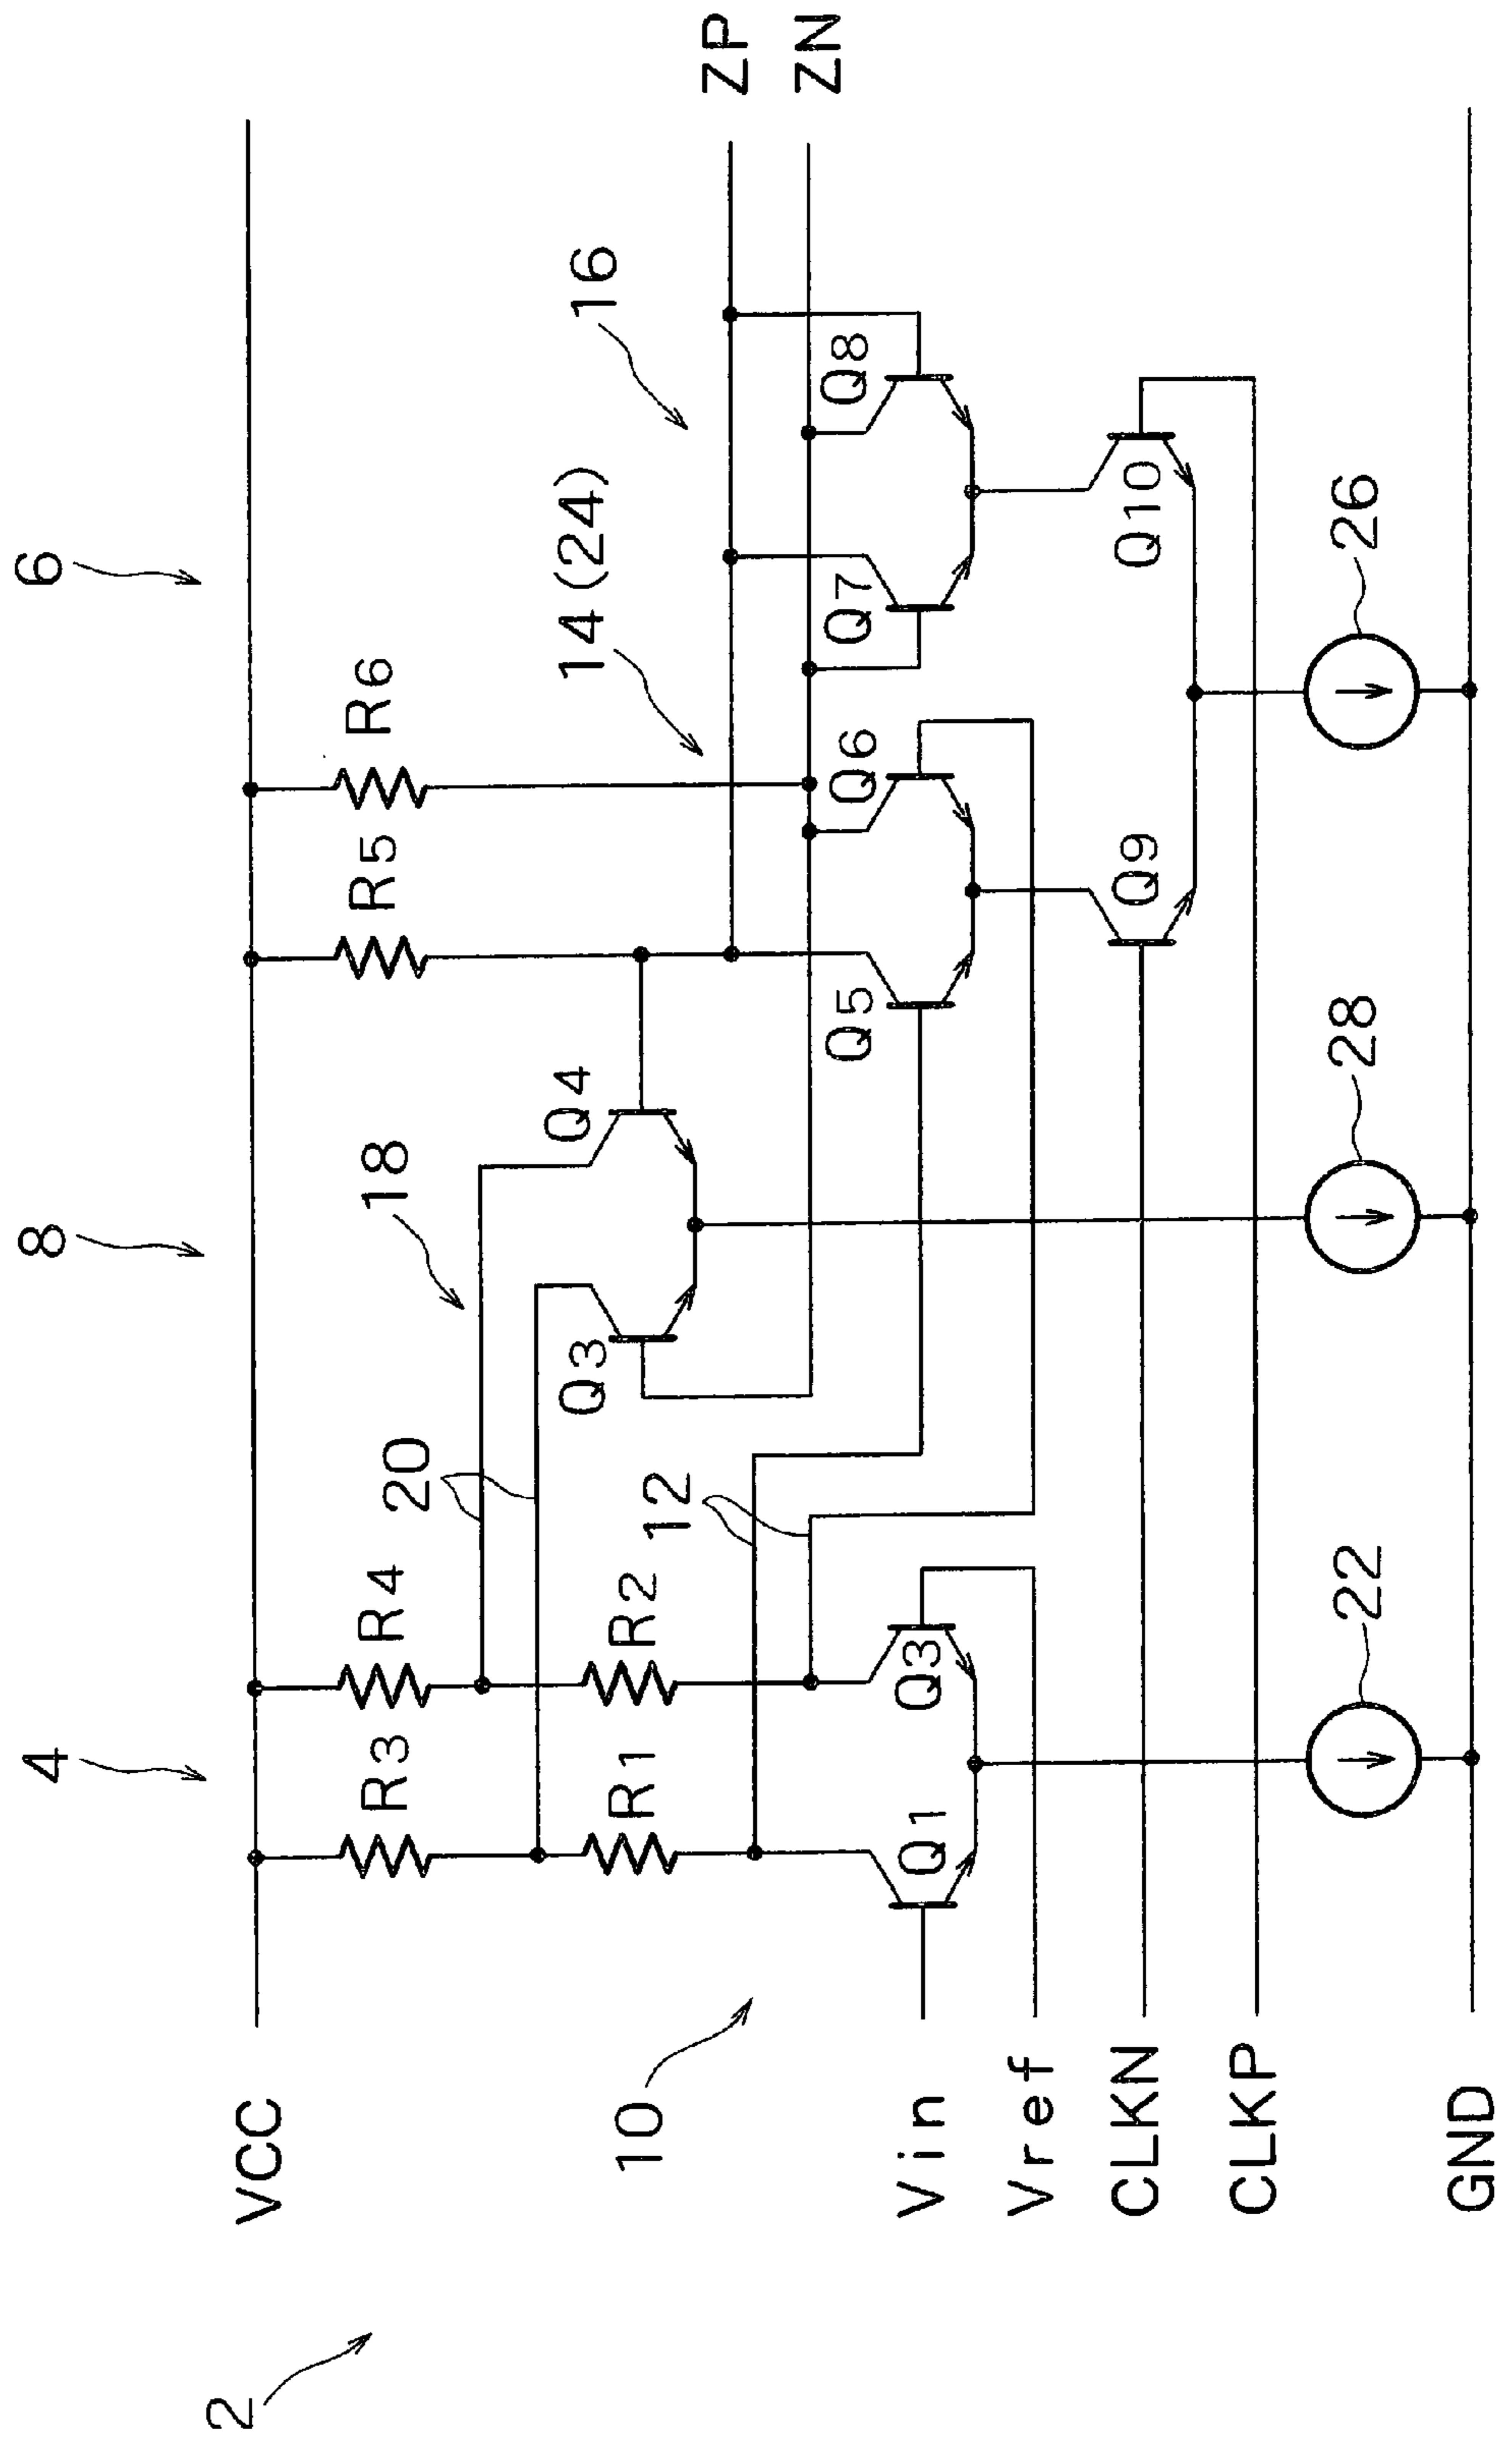 2
4
8
6
VCC
R3
R4
20
18
R5
R6
14(24)
16
ZP
ZN
Q4
Q3
R1
R2
12
10
Q1
Q3
Q5
Q6
Q7
Q8
Vin
Vref
CLKN
CLKP
Q9
Q10
22
28
26
GND